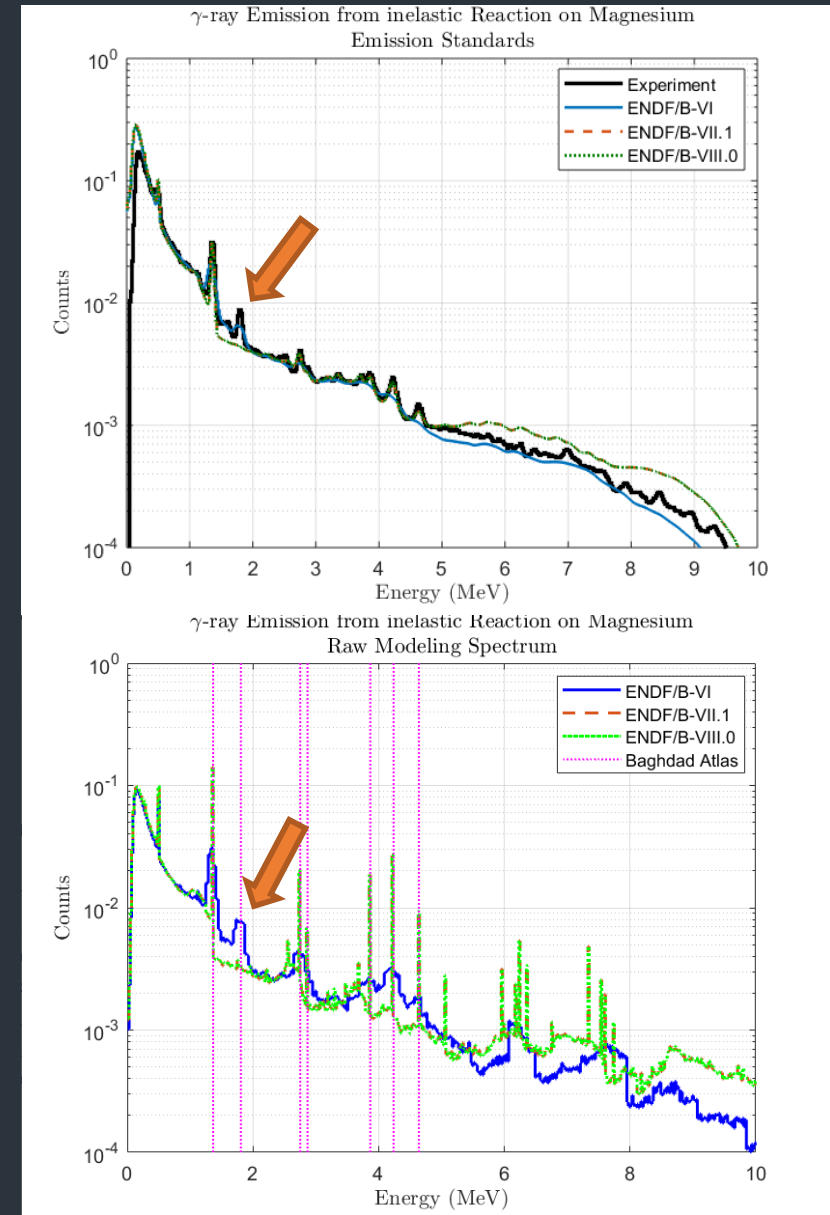 γ-ray Emission from inelastic Reaction on Magnesium
Emission Standards
10^0
10^-1
10^-2
10^-3
10^-4
Counts
Experiment
ENDF/B-VI
ENDF/B-VII.1
ENDF/B-VIII.0
0 1 2 3 4 5 6 7 8 9 10
Energy (MeV)
γ-ray Emission from inelastic Reaction on Magnesium
Raw Modeling Spectrum
10^0
10^-1
10^-2
10^-3
10^-4
Counts
ENDF/B-VI
ENDF/B-VII.1
ENDF/B-VIII.0
Baghdad Atlas
0 2 4 6 8 10
Energy (MeV)